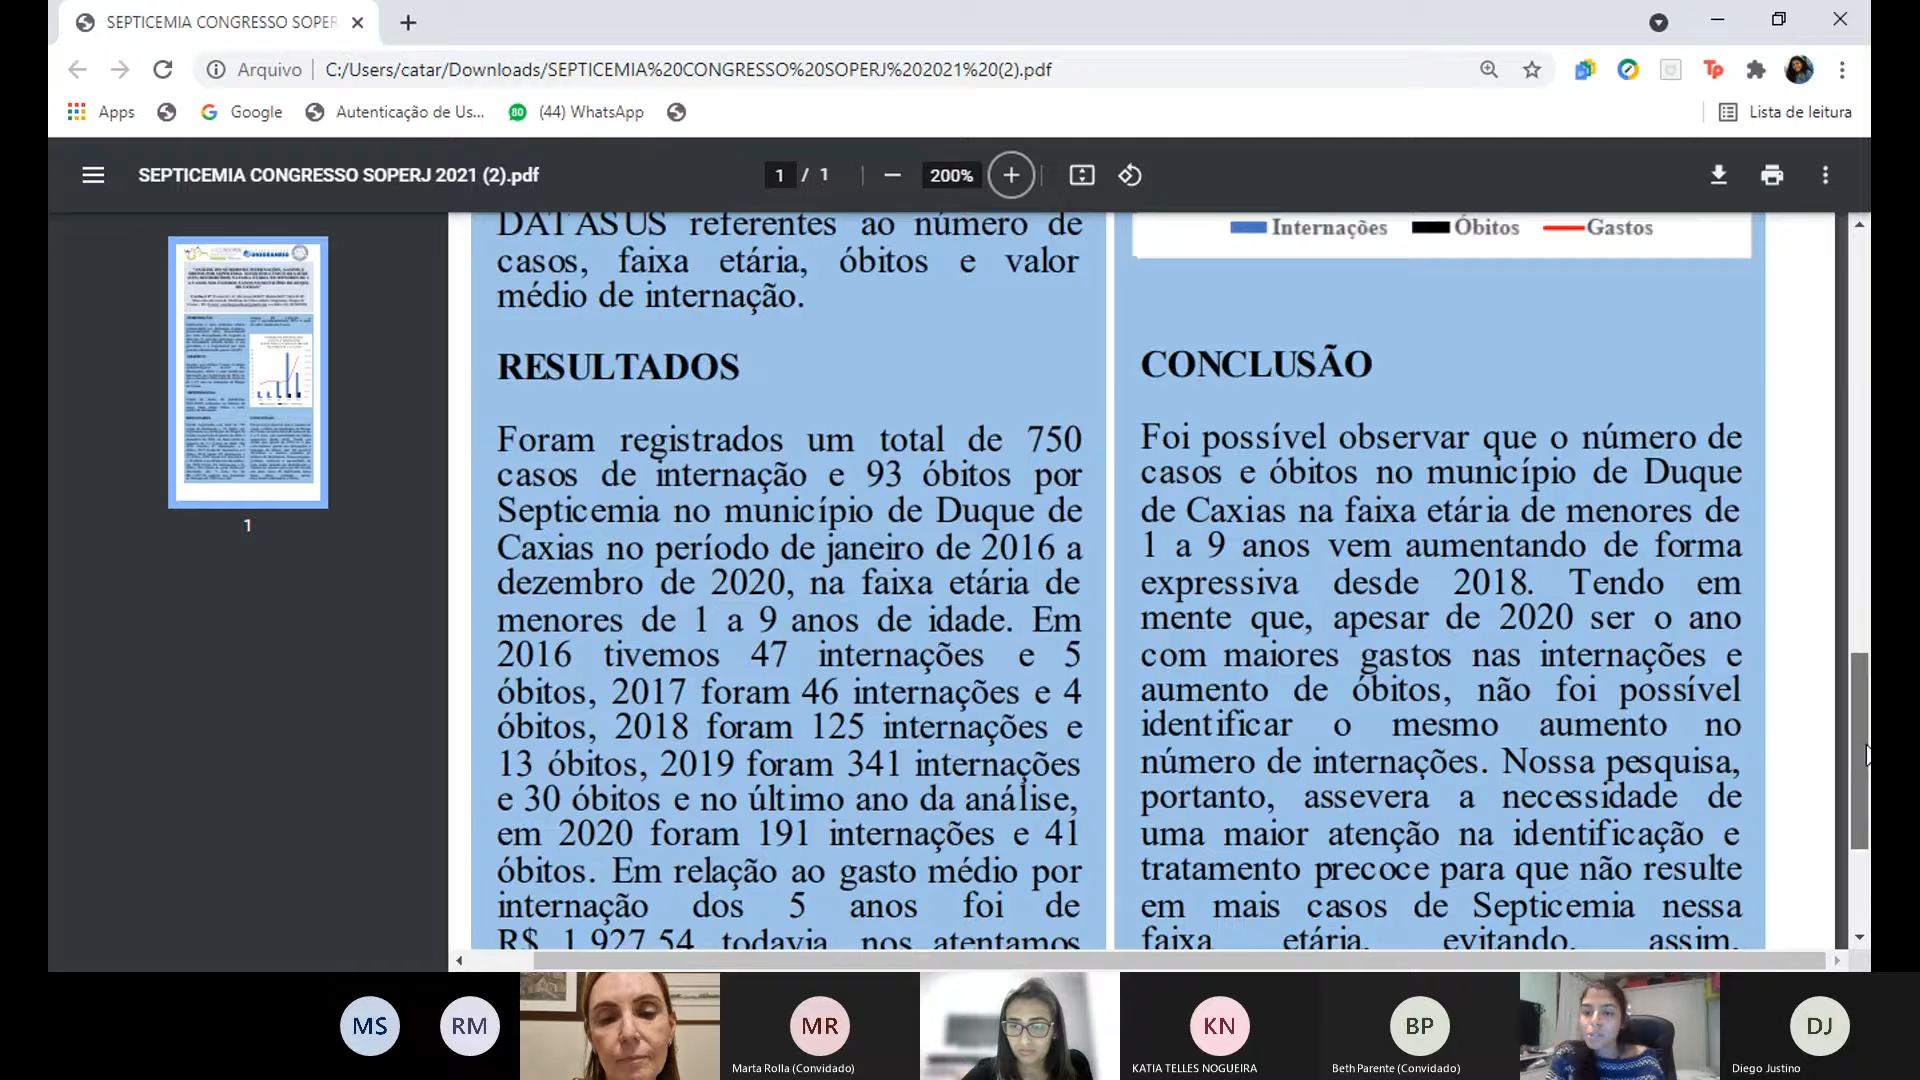 SEPTICEMIA CONGRESSO SOPER
Arquivo C:/Users/catar/Downloads/SEPTICEMIA%20CONGRESSO%20SOPERJ%202021%20(2).pdf
Apps Google Autenticação de Us... 80 (44) WhatsApp Lista de leitura
SEPTICEMIA CONGRESSO SOPERJ 2021 (2).pdf 1 / 1 200%
1
DATASUS referentes ao número de
casos, faixa etária, óbitos e valor
médio de internação.
RESULTADOS
Foram registrados um total de 750
casos de internação e 93 óbitos por
Septicemia no município de Duque de
Caxias no período de janeiro de 2016 a
dezembro de 2020, na faixa etária de
menores de 1 a 9 anos de idade. Em
2016 tivemos 47 internações e 5
óbitos, 2017 foram 46 internações e 4
óbitos, 2018 foram 125 internações e
13 óbitos, 2019 foram 341 internações
e 30 óbitos e no último ano da análise,
em 2020 foram 191 internações e 41
óbitos. Em relação ao gasto médio por
internação dos 5 anos foi de
R$ 1.927,54, todavia, nos atentamos
Internações Óbitos Gastos
CONCLUSÃO
Foi possível observar que o número de
casos e óbitos no município de Duque
de Caxias na faixa etária de menores de
1 a 9 anos vem aumentando de forma
expressiva desde 2018. Tendo em
mente que, apesar de 2020 ser o ano
com maiores gastos nas internações e
aumento de óbitos, não foi possível
identificar o mesmo aumento no
número de internações. Nossa pesquisa,
portanto, assevera a necessidade de
uma maior atenção na identificação e
tratamento precoce para que não resulte
em mais casos de Septicemia nessa
faixa etária, evitando, assim,
MS RM MR KN BP DJ
Marta Rolla (Convidado) KATIA TELLES NOGUEIRA Beth Parente (Convidado) Diego Justino